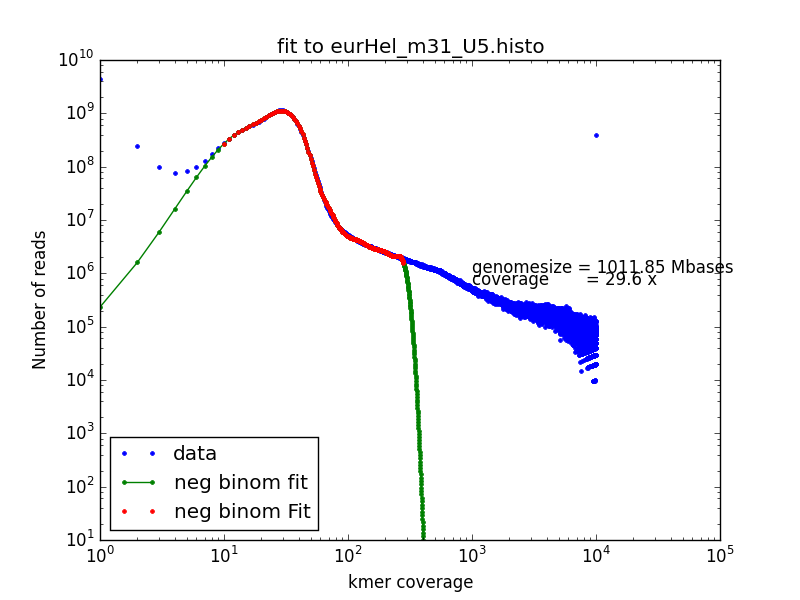 fit to eurHel_m31_U5.histo
10^10
10^9
10^8
10^7
10^6
10^5
10^4
10^3
10^2
10^1
Number of reads
genomesize = 1011.85 Mbases
coverage = 29.6 x
data
neg binom fit
neg binom Fit
10^0 10^1 10^2 10^3 10^4 10^5
kmer coverage